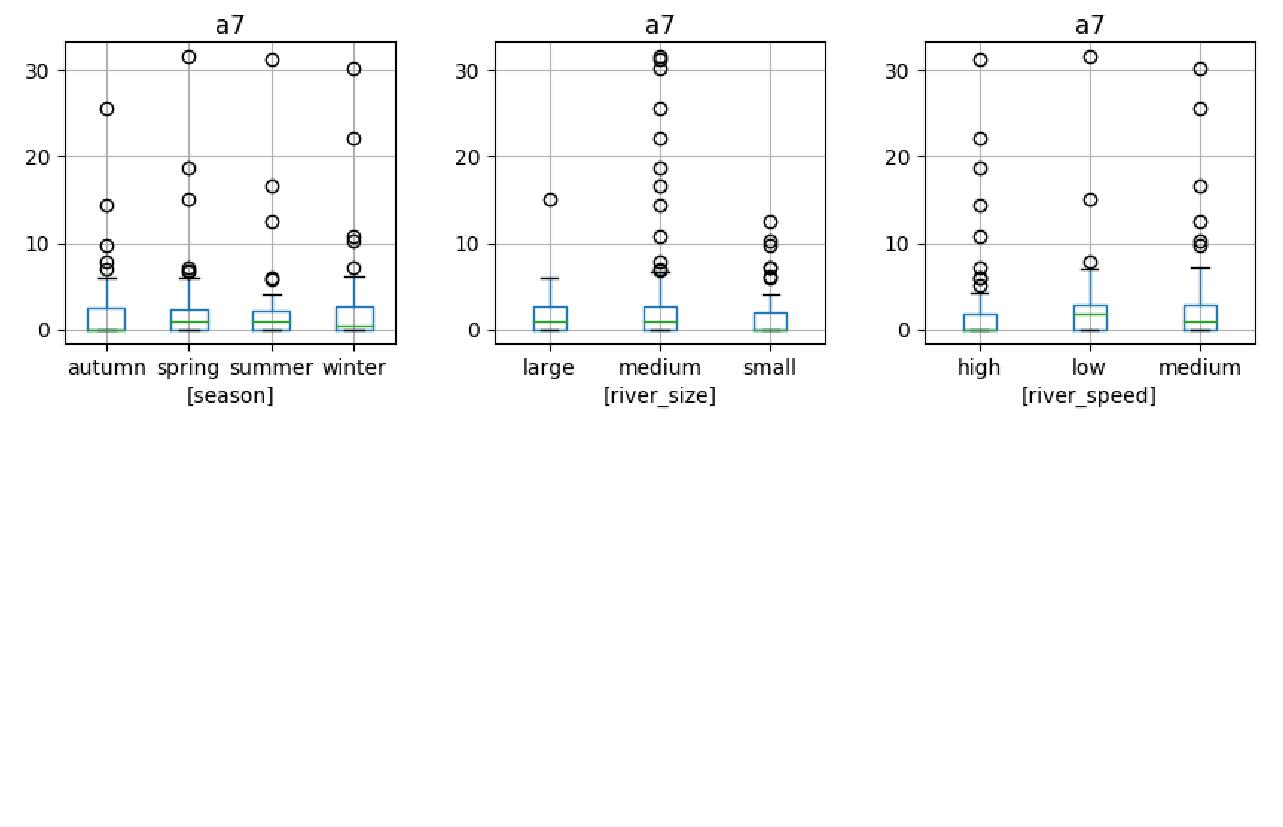 a7
30
20
10
0
autumn spring summer winter
[season]
a7
30
20
10
0
large medium small
[river_size]
a7
30
20
10
0
high low medium
[river_speed]